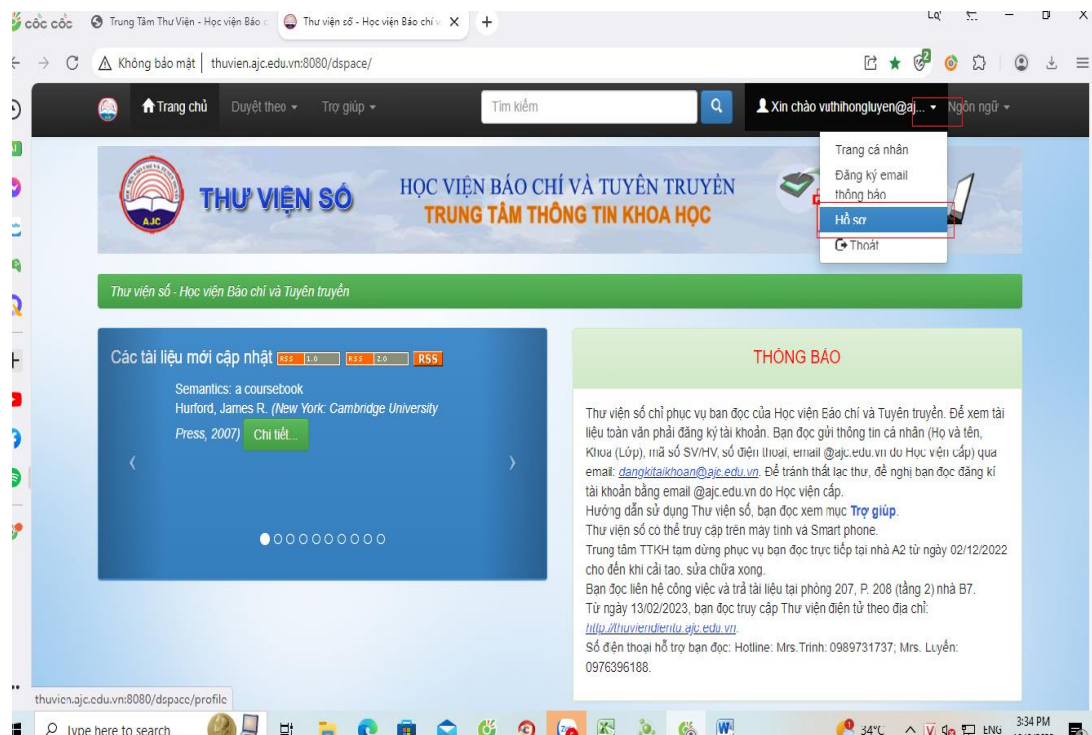 cốc cốc
Trung Tâm Thư Viện - Học viện Báo c
Thư viện số - Học viện Báo chí v
Không bảo mật
thuvien.ajc.edu.vn:8080/dspace/
2
Trang chủ
Duyệt theo
Trợ giúp
Tìm kiếm
Xin chào vuthihongluyen@aj...
Ngôn ngữ
Trang cá nhân
Đăng ký email
thông báo
Hồ sơ
Thoát
AJC
THƯ VIỆN SỐ
HỌC VIỆN BÁO CHÍ VÀ TUYÊN TRUYỀN
TRUNG TÂM THÔNG TIN KHOA HỌC
Thư viện số - Học viện Báo chí và Tuyên truyền
Các tài liệu mới cập nhật RSS 1.0 RSS 2.0 RSS
Semantics: a coursebook
Hurford, James R. (New York: Cambridge University
Press, 2007) Chi tiết...
THÔNG BÁO
Thư viện số chỉ phục vụ bạn đọc của Học viện Báo chí và Tuyên truyền. Để xem tài
liệu toàn văn phải đăng ký tài khoản. Bạn đọc gửi thông tin cá nhân (Họ và tên,
Khoa (Lớp), mã số SV/HV, số điện thoại, email @ajc.edu.vn do Học viện cấp) qua
email: dangkitaikhoan@ajc.edu.vn. Để tránh thất lạc thư, đề nghị bạn đọc đăng kí
tài khoản bằng email @ajc.edu.vn do Học viện cấp.
Hướng dẫn sử dụng Thư viện số, bạn đọc xem mục Trợ giúp.
Thư viện số có thể truy cập trên máy tính và Smart phone.
Trung tâm TTKH tạm dừng phục vụ bạn đọc trực tiếp tại nhà A2 từ ngày 02/12/2022
cho đến khi cải tạo, sửa chữa xong.
Bạn đọc liên hệ công việc và trả tài liệu tại phòng 207, P. 208 (tầng 2) nhà B7.
Từ ngày 13/02/2023, bạn đọc truy cập Thư viện điện tử theo địa chỉ:
http://thuviendientu.ajc.edu.vn.
Số điện thoại hỗ trợ bạn đọc: Hotline: Mrs.Trinh: 0989731737; Mrs. Luyến:
0976396188.
thuvien.ajc.edu.vn:8080/dspace/profile
Type here to search
34°C
ENG
3:34 PM